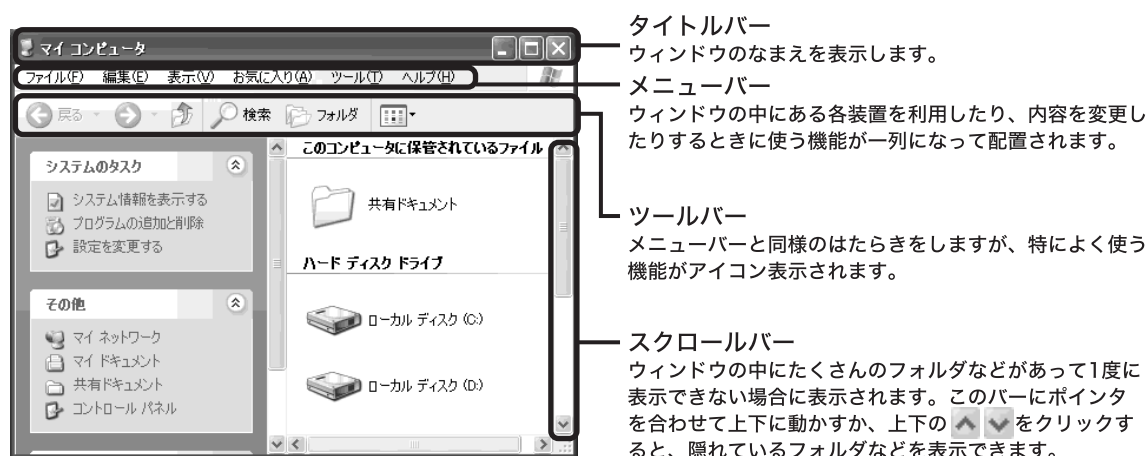 マイ コンピュータ
ファイル(F) 編集(E) 表示(V) お気に入り(A) ツール(T) ヘルプ(H)
戻る 検索 フォルダ
システムのタスク
システム情報を表示する
プログラムの追加と削除
設定を変更する
その他
マイ ネットワーク
マイ ドキュメント
共有ドキュメント
コントロール パネル
このコンピュータに保管されているファイル
共有ドキュメント
ハード ディスク ドライブ
ローカル ディスク (C:)
ローカル ディスク (D:)
タイトルバー
ウィンドウのなまえを表示します。
メニューバー
ウィンドウの中にある各装置を利用したり、内容を変更し
たりするときに使う機能が一列になって配置されます。
ツールバー
メニューバーと同様のはたらきをしますが、特によく使う
機能がアイコン表示されます。
スクロールバー
ウィンドウの中にたくさんのフォルダなどがあって1度に
表示できない場合に表示されます。このバーにポインタ
を合わせて上下に動かすか、上下の をクリックす
ると、隠れているフォルダなどを表示できます。